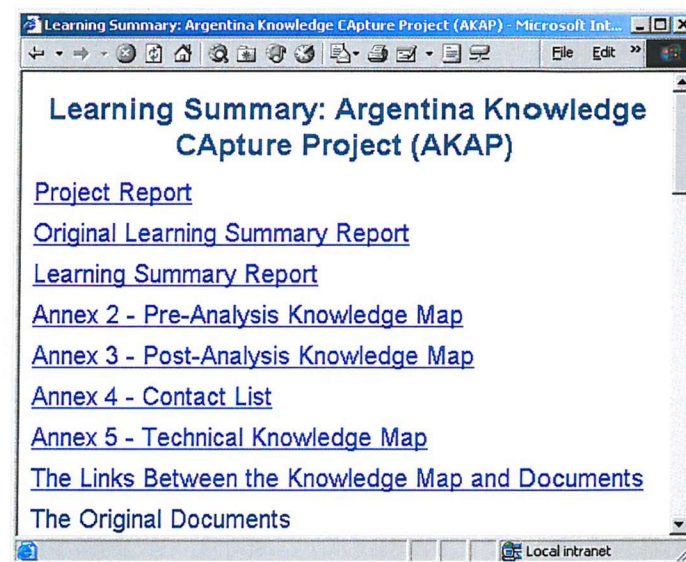 Learning Summary: Argentina Knowledge CApture Project (AKAP) - Microsoft Int...
File Edit »
Learning Summary: Argentina Knowledge
CApture Project (AKAP)
Project Report
Original Learning Summary Report
Learning Summary Report
Annex 2 - Pre-Analysis Knowledge Map
Annex 3 - Post-Analysis Knowledge Map
Annex 4 - Contact List
Annex 5 - Technical Knowledge Map
The Links Between the Knowledge Map and Documents
The Original Documents
Local intranet